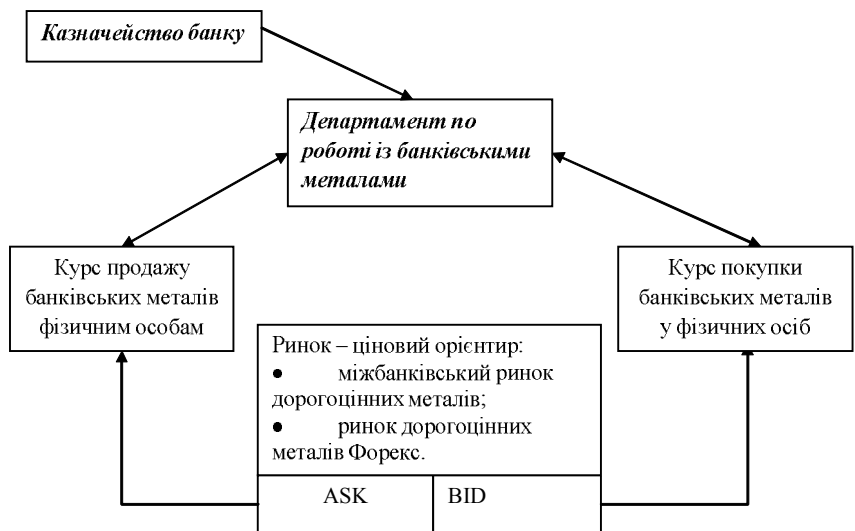 Казначейство банку
Департамент по
роботі із банківськими
металами
Курс продажу
банківських металів
фізичним особам
Курс покупки
банківських металів
у фізичних осіб
Ринок – ціновий орієнтир:
● міжбанківський ринок
дорогоцінних металів;
● ринок дорогоцінних
металів Форекс.
ASK
BID